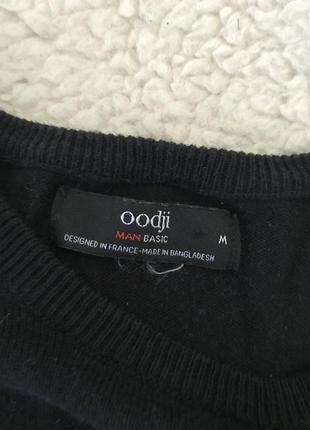 oodji
MAN BASIC M
DESIGNED IN FRANCE-MADE IN BANGLADESH